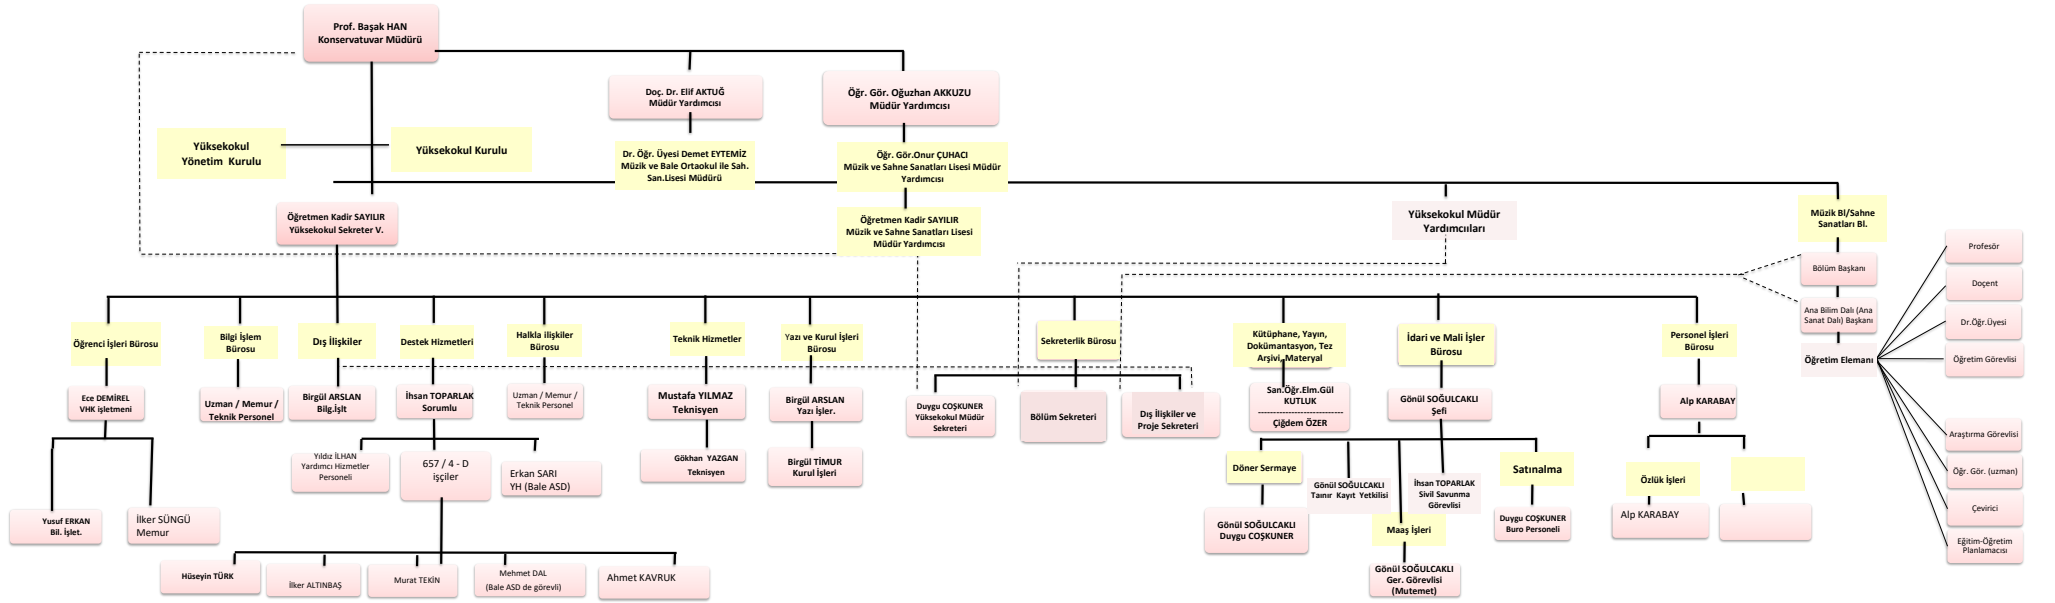 Prof. Başak HAN
Konservatuvar Müdürü
Doç. Dr. Elif AKTUĞ
Müdür Yardımcısı
Öğr. Gör. Oğuzhan AKKUZU
Müdür Yardımcısı
Yüksekokul
Yönetim Kurulu
Yüksekokul Kurulu
Dr. Öğr. Üyesi Demet EYTEMİZ
Müzik ve Bale Ortaokul ile Sah.
San.Lisesi Müdürü
Öğr. Gör.Onur ÇUHACI
Müzik ve Sahne Sanatları Lisesi Müdür
Yardımcısı
Öğretmen Kadir SAYILIR
Yüksekokul Sekreter V.
Öğretmen Kadir SAYILIR
Müzik ve Sahne Sanatları Lisesi
Müdür Yardımcısı
Yüksekokul Müdür
Yardımcııları
Müzik Bl/Sahne
Sanatları Bl.
Bölüm Başkanı
Ana Bilim Dalı (Ana
Sanat Dalı) Başkanı
Öğretim Elemanı
Profesör
Doçent
Dr.Öğr.Üyesi
Öğretim Görevlisi
Araştırma Görevlisi
Öğr. Gör. (uzman)
Çevirici
Eğitim-Öğretim
Planlamacısı
Öğrenci İşleri Bürosu
Bilgi İşlem
Bürosu
Dış İlişkiler
Destek Hizmetleri
Halkla ilişkiler
Bürosu
Teknik Hizmetler
Yazı ve Kurul İşleri
Bürosu
Sekreterlik Bürosu
Kütüphane, Yayın,
Dokümantasyon, Tez
Arşivi, Materyal
İdari ve Mali İşler
Bürosu
Personel İşleri
Bürosu
Ece DEMİREL
VHK işletmeni
Uzman / Memur /
Teknik Personel
Birgül ARSLAN
Bilg.İşlt
İhsan TOPARLAK
Sorumlu
Uzman / Memur /
Teknik Personel
Mustafa YILMAZ
Teknisyen
Birgül ARSLAN
Yazı İşler.
Duygu COŞKUNER
Yüksekokul Müdür
Sekreteri
Bölüm Sekreteri
Dış İlişkiler ve
Proje Sekreteri
San.Öğr.Elm.Gül
KUTLUK
----------------------------
Çiğdem ÖZER
Gönül SOĞULCAKLI
Şefi
Alp KARABAY
Yıldız İLHAN
Yardımcı Hizmetler
Personeli
657 / 4 - D
işçiler
Erkan SARI
YH (Bale ASD)
Gökhan YAZGAN
Teknisyen
Birgül TİMUR
Kurul İşleri
Döner Sermaye
Gönül SOĞULCAKLI
Taınır Kayıt Yetkilisi
İhsan TOPARLAK
Sivil Savunma
Görevlisi
Satınalma
Özlük İşleri
Yusuf ERKAN
Bil. İşlet.
İlker SÜNGÜ
Memur
Gönül SOĞULCAKLI
Duygu COŞKUNER
Maaş İşleri
Duygu COŞKUNER
Buro Personeli
Alp KARABAY
Hüseyin TÜRK
İlker ALTINBAŞ
Murat TEKİN
Mehmet DAL
(Bale ASD de görevli)
Ahmet KAVRUK
Gönül SOĞULCAKLI
Ger. Görevlisi
(Mutemet)